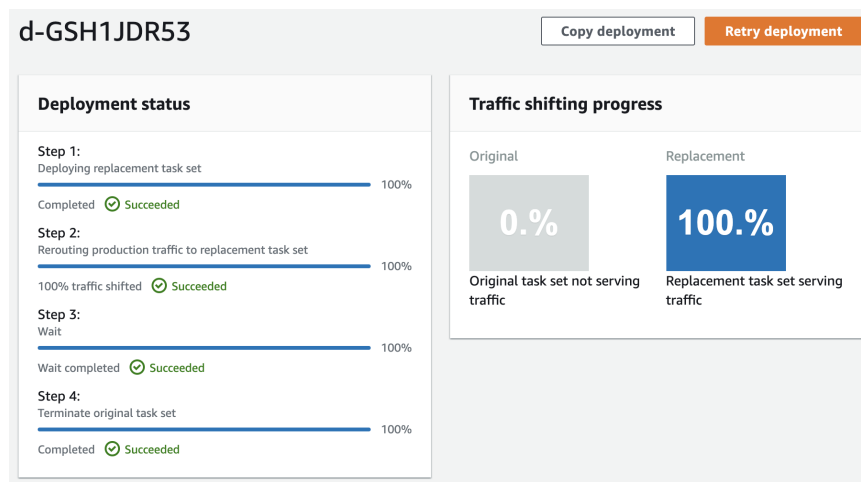 d-GSH1JDR53
Copy deployment
Retry deployment
Deployment status
Step 1:
Deploying replacement task set
100%
Completed Succeeded
Step 2:
Rerouting production traffic to replacement task set
100%
100% traffic shifted Succeeded
Step 3:
Wait
100%
Wait completed Succeeded
Step 4:
Terminate original task set
100%
Completed Succeeded
Traffic shifting progress
Original
0.%
Original task set not serving
traffic
Replacement
100.%
Replacement task set serving
traffic